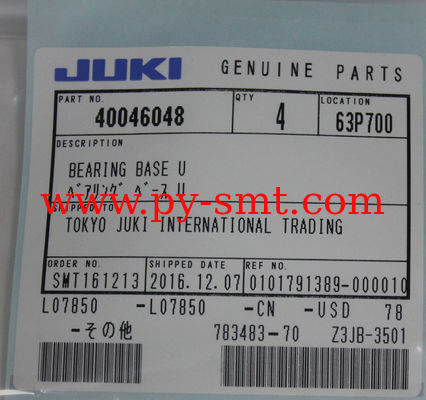 JUKI GENUINE PARTS
PART NO. QTY LOCATION
40046048 4 63P700
DESCRIPTION
BEARING BASE U
ﾍﾞｱﾘﾝｸﾞ ﾍﾞｰｽ U
www.py-smt.com
SHIPPED TO
TOKYO JUKI INTERNATIONAL TRADING
ORDER NO. SHIPPED DATE REF NO.
SMT161213 2016.12.07 0101791389-000010
L07850 -L07850 -CN -USD 78
-その他 783483-70 Z3JB-3501